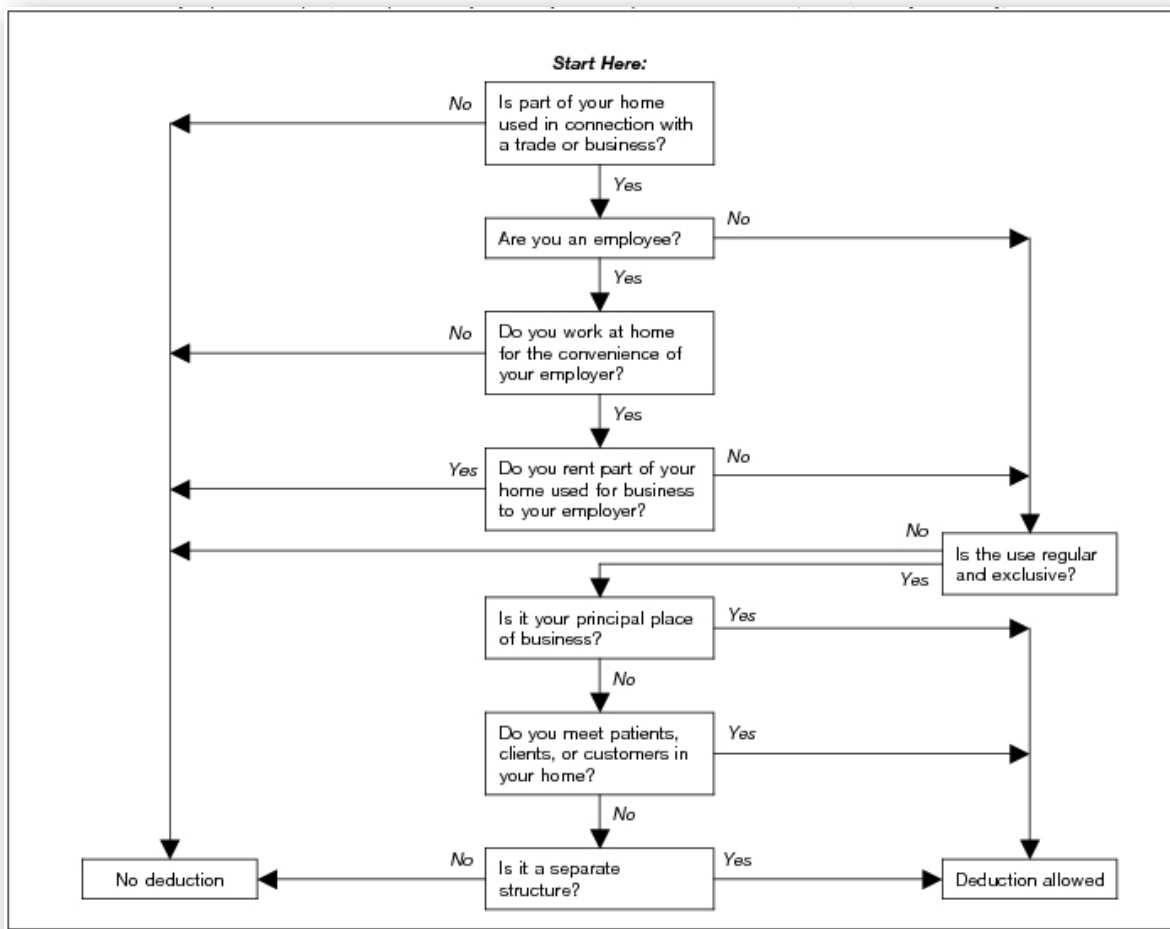 Start Here:
No
Is part of your home
used in connection with
a trade or business?
Yes
No
Are you an employee?
Yes
No
Do you work at home
for the convenience of
your employer?
Yes
Yes
Do you rent part of your
home used for business
to your employer?
No
No
Is the use regular
and exclusive?
Yes
Is it your principal place
of business?
Yes
No
Do you meet patients,
clients, or customers in
your home?
Yes
No
No
Is it a separate
structure?
Yes
No deduction
Deduction allowed